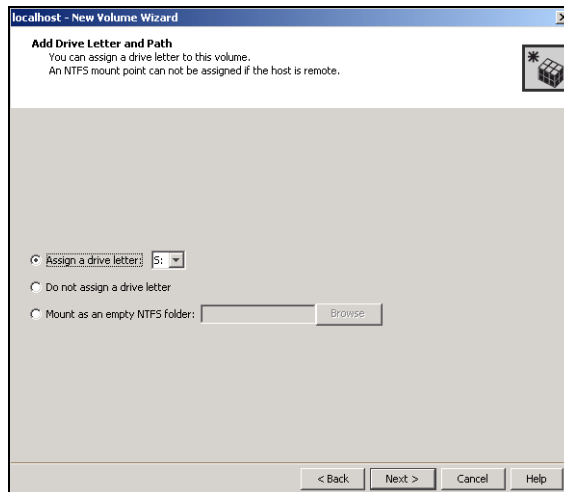 localhost - New Volume Wizard
Add Drive Letter and Path
You can assign a drive letter to this volume.
An NTFS mount point can not be assigned if the host is remote.
Assign a drive letter: S:
Do not assign a drive letter
Mount as an empty NTFS folder: Browse
< Back Next > Cancel Help